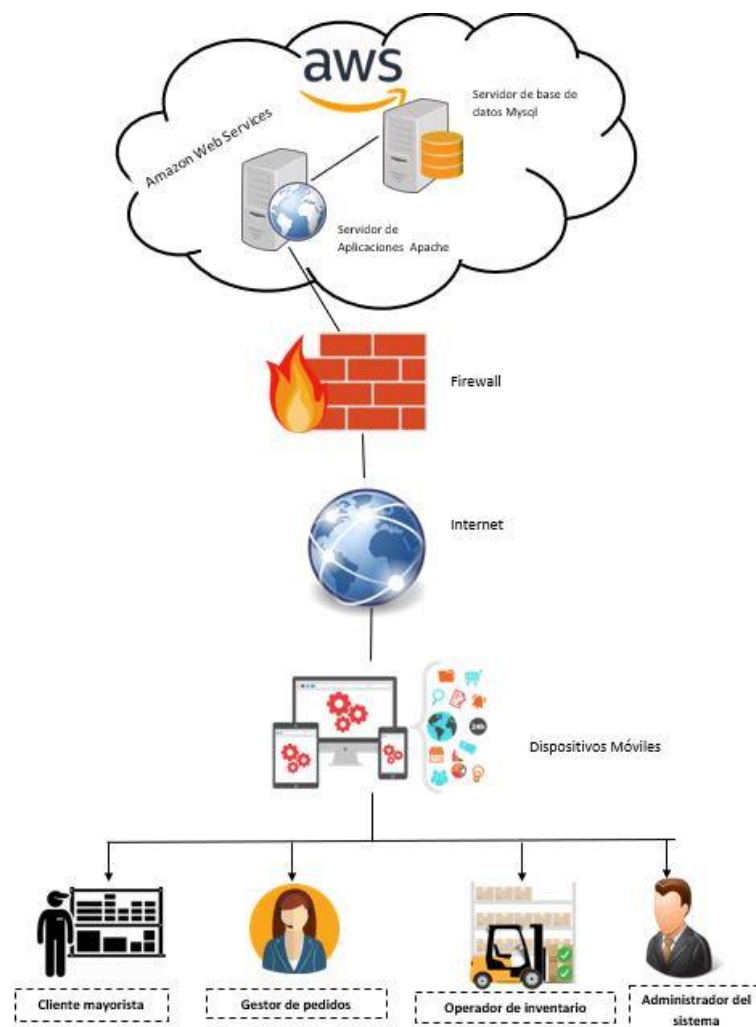 aws
Servidor de base de
datos Mysql
Amazon Web Services
Servidor de
Aplicaciones Apache
Firewall
Internet
24h
Dispositivos Móviles
Cliente mayorista
Gestor de pedidos
Operador de inventario
Administrador del
sistema